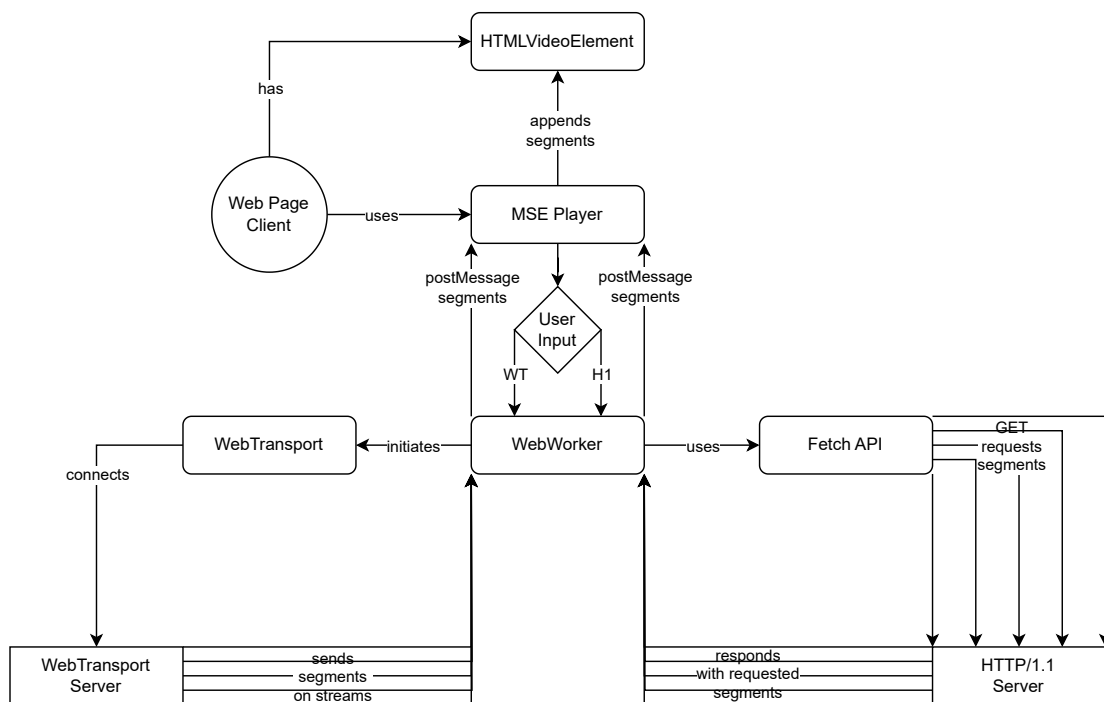 HTMLVideoElement
has
appends
segments
Web Page
Client
uses
MSE Player
postMessage
segments
postMessage
segments
User
Input
WT
H1
WebTransport
initiates
WebWorker
uses
Fetch API
GET
requests
segments
connects
WebTransport
Server
sends
segments
on streams
responds
with requested
segments
HTTP/1.1
Server